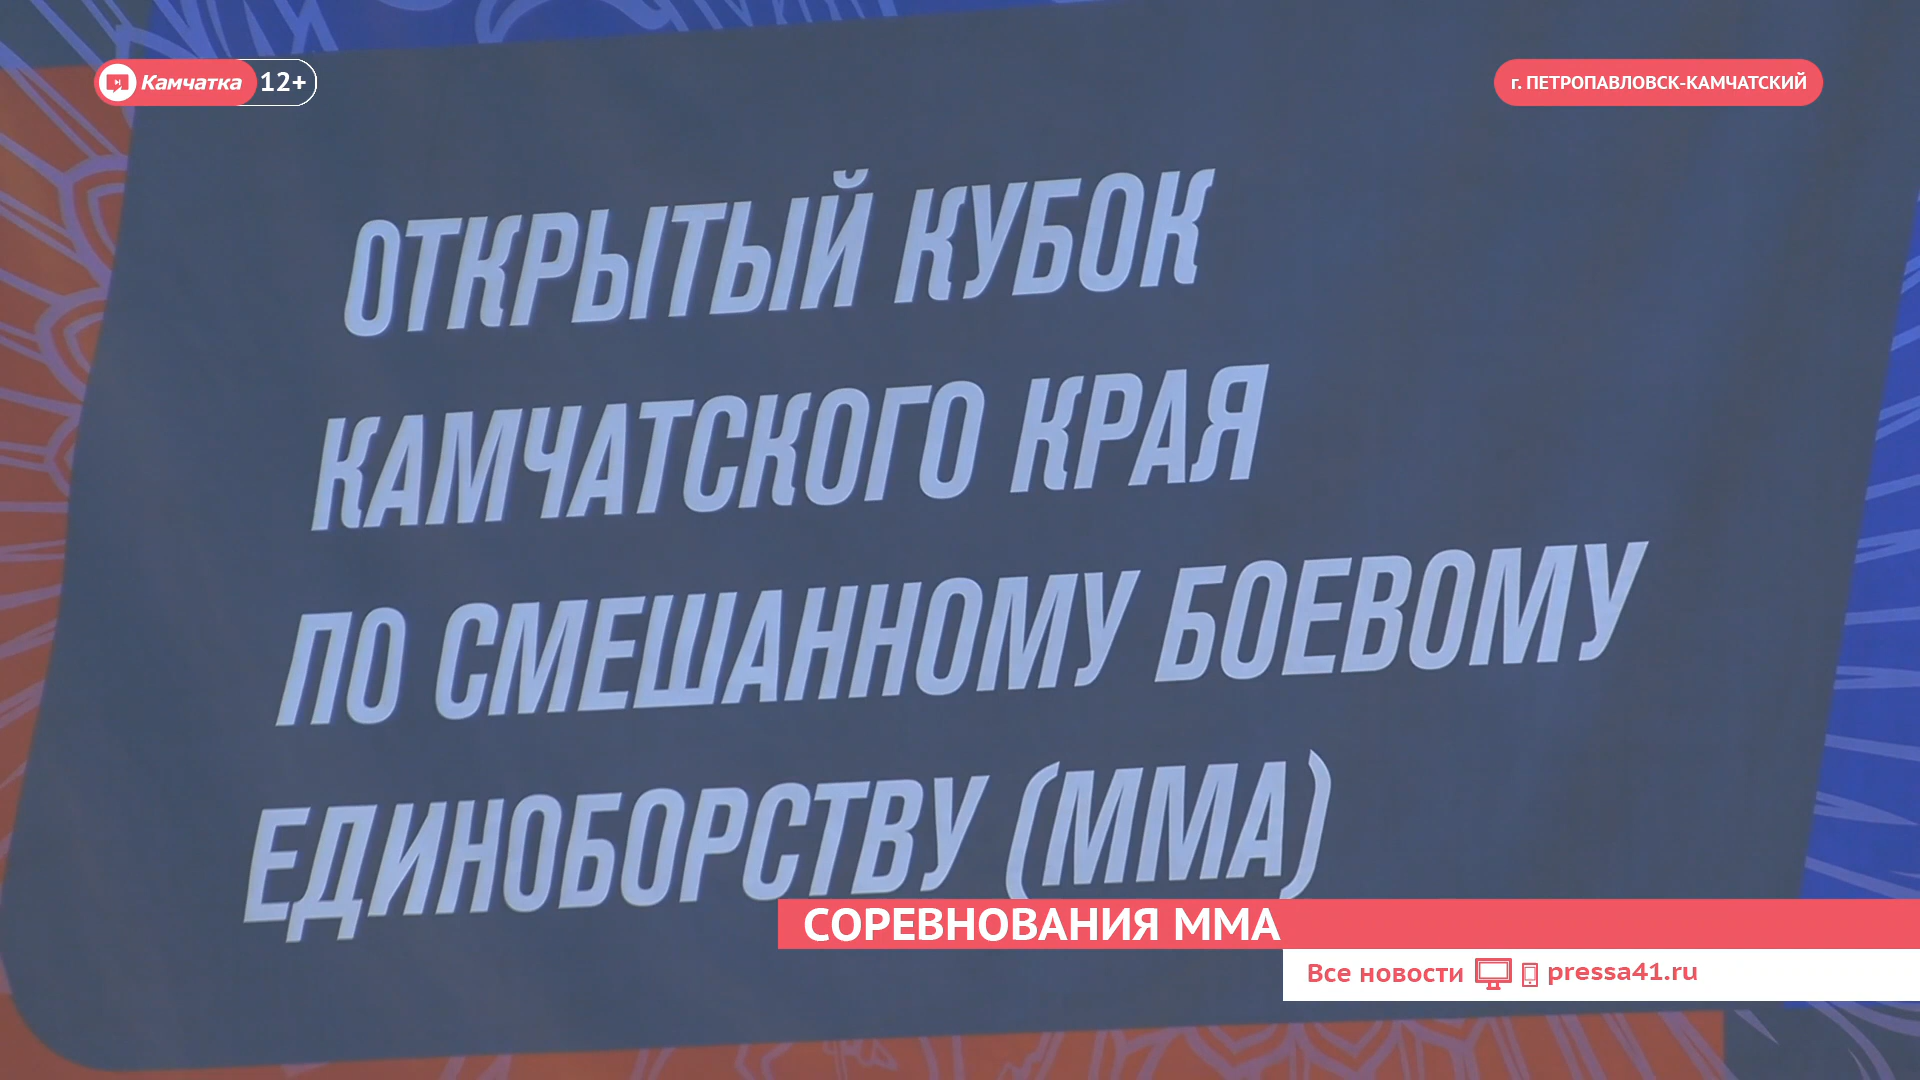 Камчатка 12+
г. ПЕТРОПАВЛОВСК-КАМЧАТСКИЙ
ОТКРЫТЫЙ КУБОК
КАМЧАТСКОГО КРАЯ
ПО СМЕШАННОМУ БОЕВОМУ
ЕДИНОБОРСТВУ (ММА)
СОРЕВНОВАНИЯ ММА
Все новости pressa41.ru